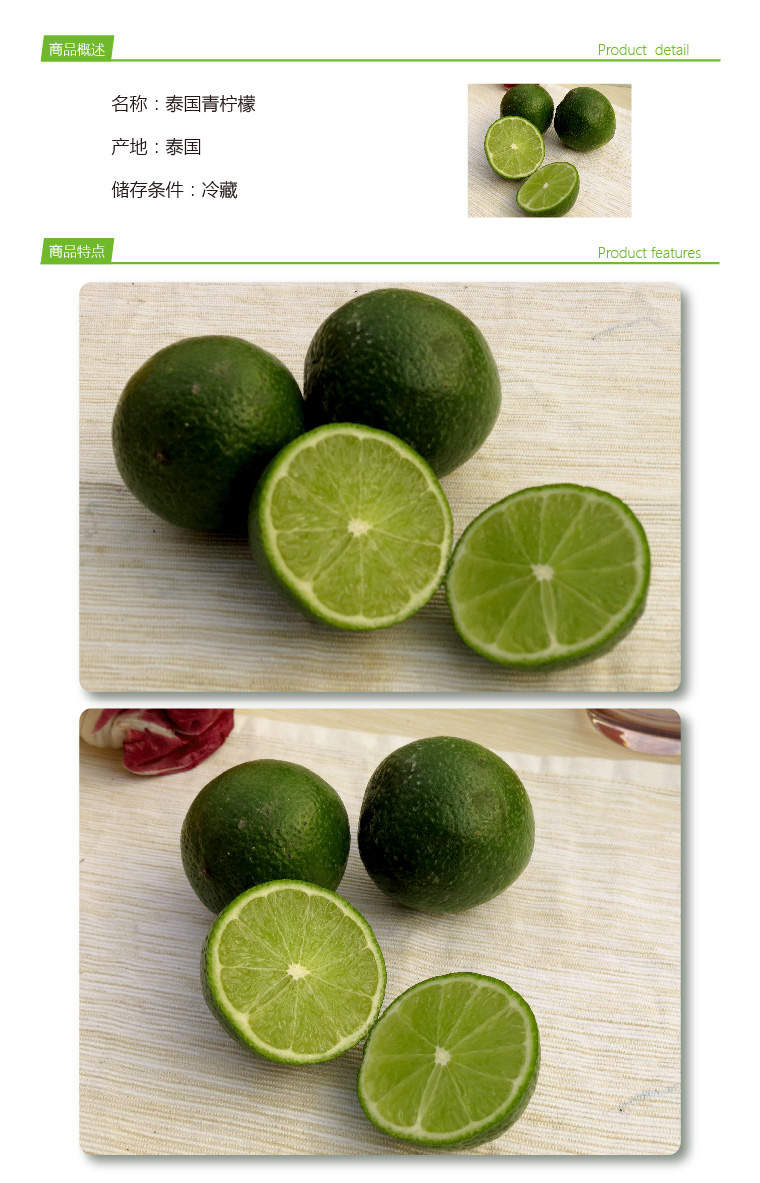 商品概述
Product detail
名称：泰国青柠檬
产地：泰国
储存条件：冷藏
商品特点
Product features